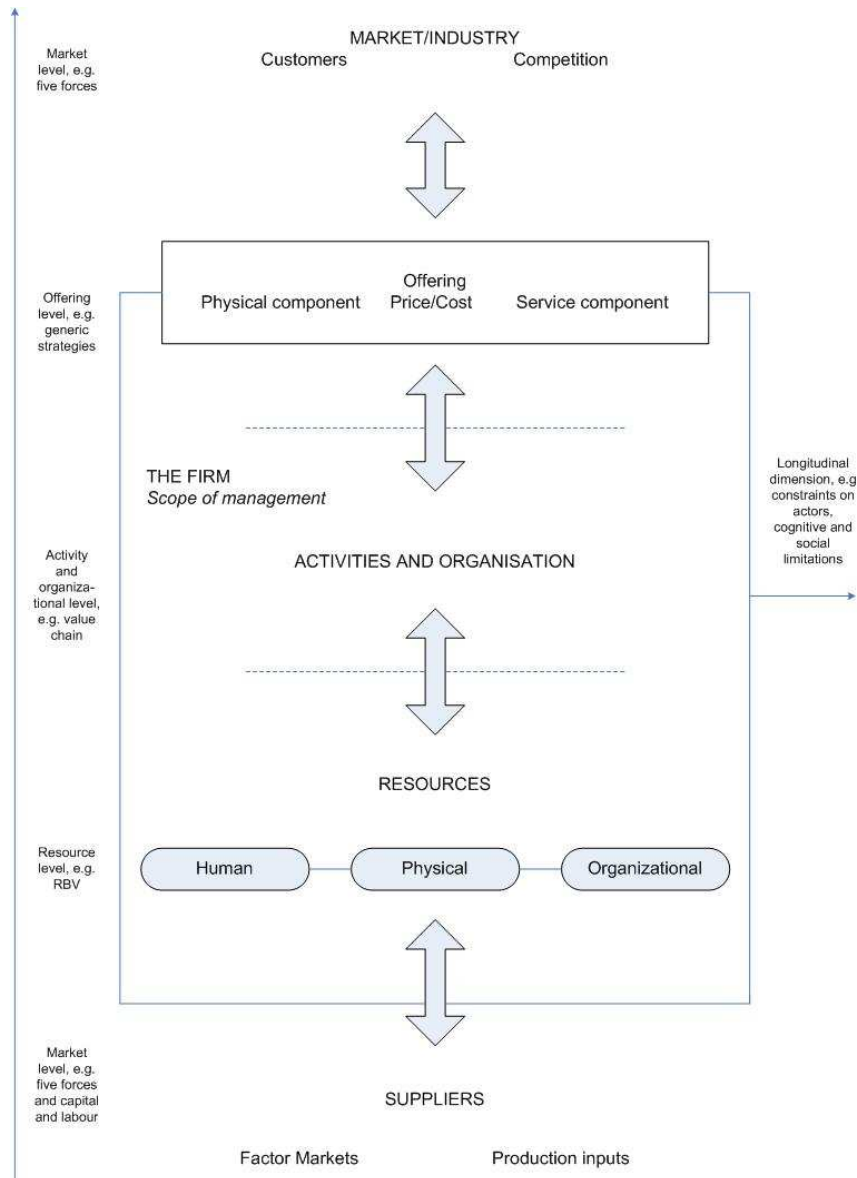 MARKET/INDUSTRY
Customers Competition
Market
level, e.g.
five forces
Offering
Physical component Price/Cost Service component
Offering
level, e.g.
generic
strategies
THE FIRM
Scope of management
Longitudinal
dimension, e.g
constraints on
actors,
cognitive and
social
limitations
ACTIVITIES AND ORGANISATION
Activity
and
organiza-
tional level,
e.g. value
chain
RESOURCES
Resource
level, e.g.
RBV
Human Physical Organizational
Market
level, e.g.
five forces
and capital
and labour
SUPPLIERS
Factor Markets Production inputs